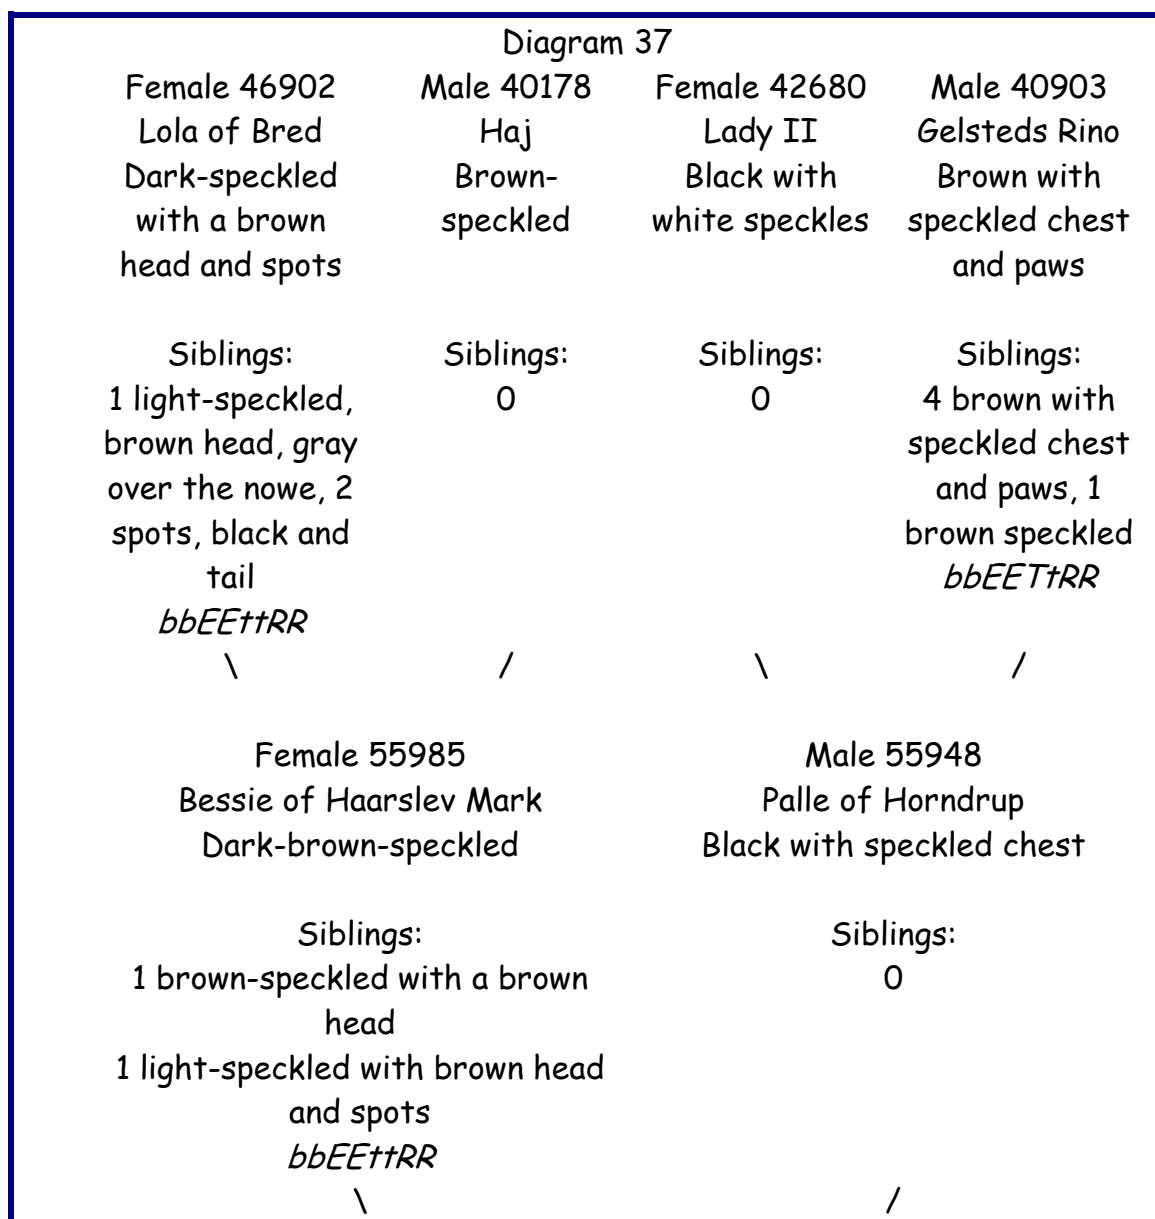 Diagram 37
Female 46902
Lola of Bred
Dark-speckled
with a brown
head and spots
Siblings:
1 light-speckled,
brown head, gray
over the nowe, 2
spots, black and
tail
bbEEttRR
\
Male 40178
Haj
Brown-
speckled
Siblings:
0
/
Female 42680
Lady II
Black with
white speckles
Siblings:
0
\
Male 40903
Gelsteds Rino
Brown with
speckled chest
and paws
Siblings:
4 brown with
speckled chest
and paws, 1
brown speckled
bbEETtRR
/
Female 55985
Bessie of Haarslev Mark
Dark-brown-speckled
Siblings:
1 brown-speckled with a brown
head
1 light-speckled with brown head
and spots
bbEEttRR
\
Male 55948
Palle of Horndrup
Black with speckled chest
Siblings:
0
/